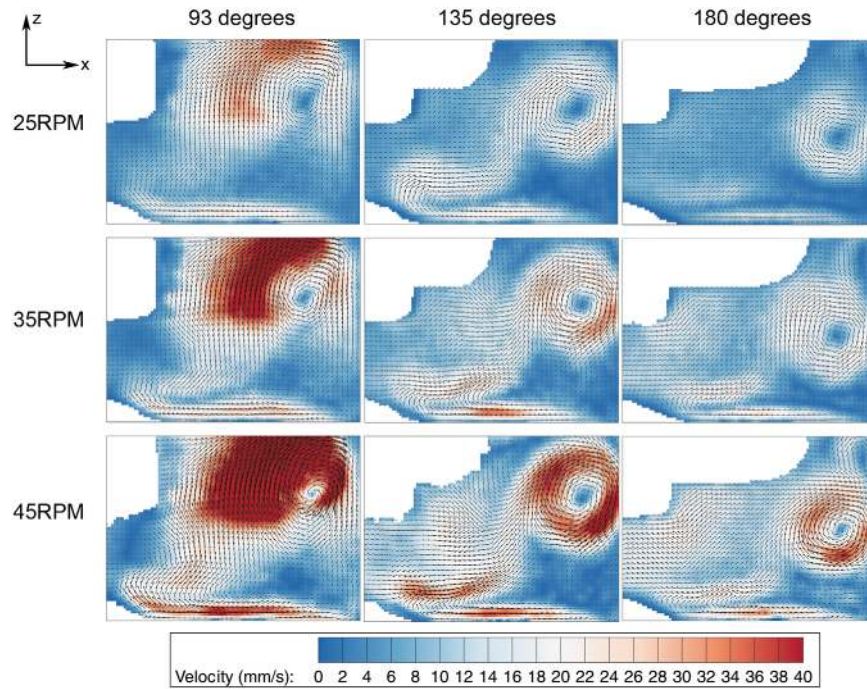 93 degrees 135 degrees 180 degrees
z
x
25RPM
35RPM
45RPM
Velocity (mm/s): 0 2 4 6 8 10 12 14 16 18 20 22 24 26 28 30 32 34 36 38 40